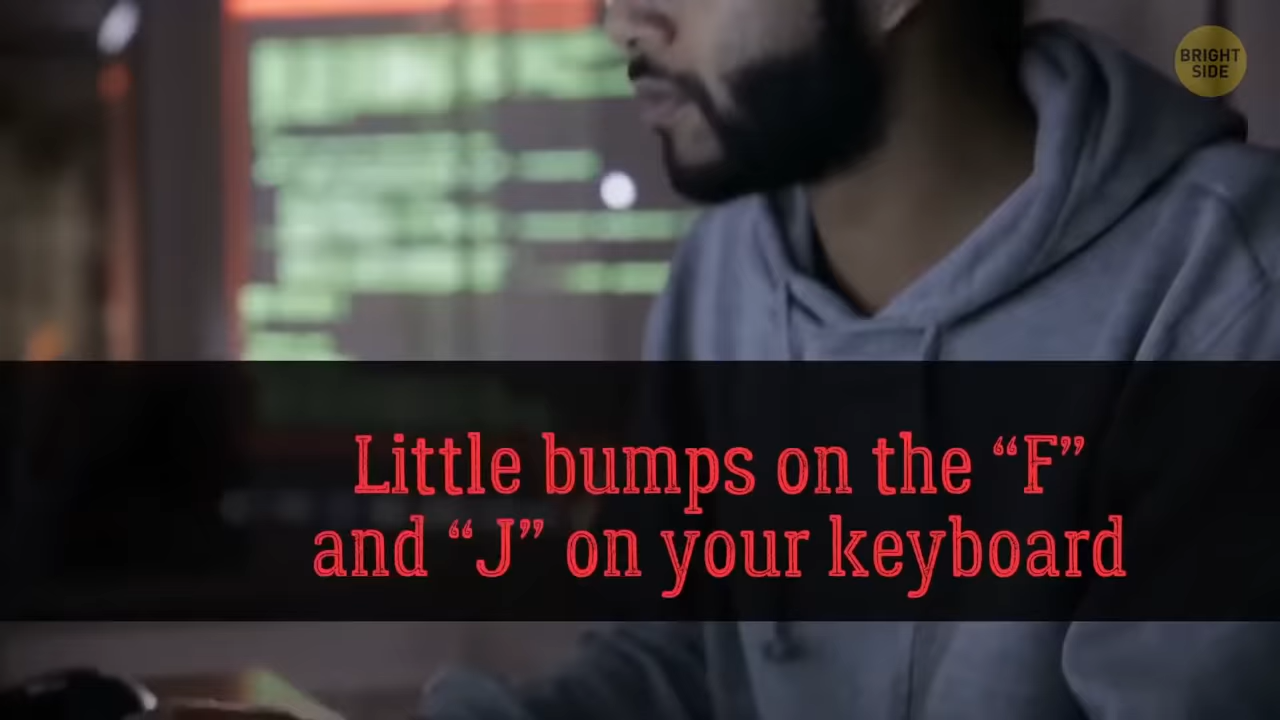 BRIGHT
SIDE
Little bumps on the “F”
and “J” on your keyboard